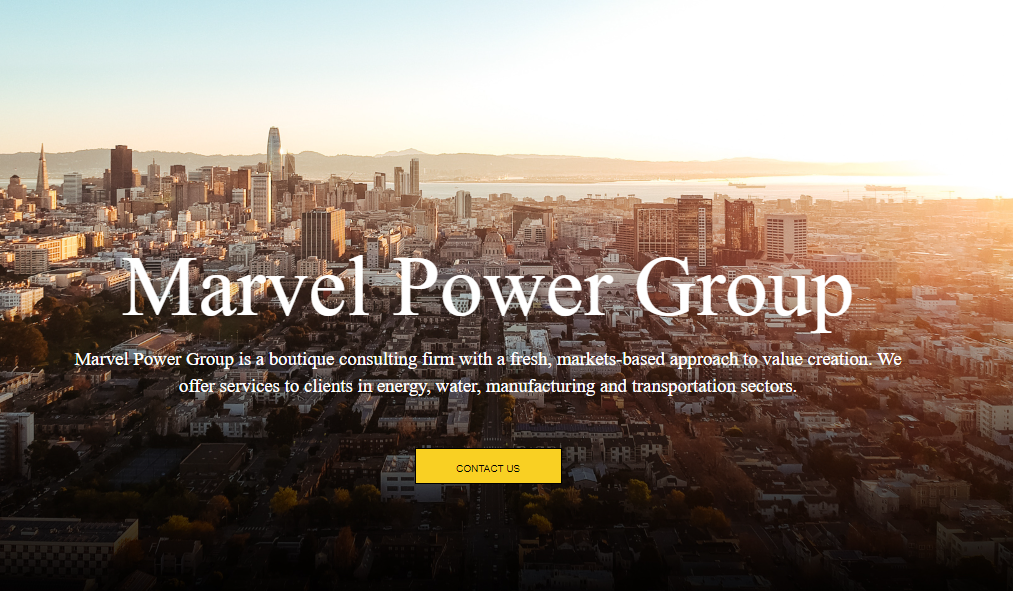 Marvel Power Group
Marvel Power Group is a boutique consulting firm with a fresh, markets-based approach to value creation. We
offer services to clients in energy, water, manufacturing and transportation sectors.
CONTACT US